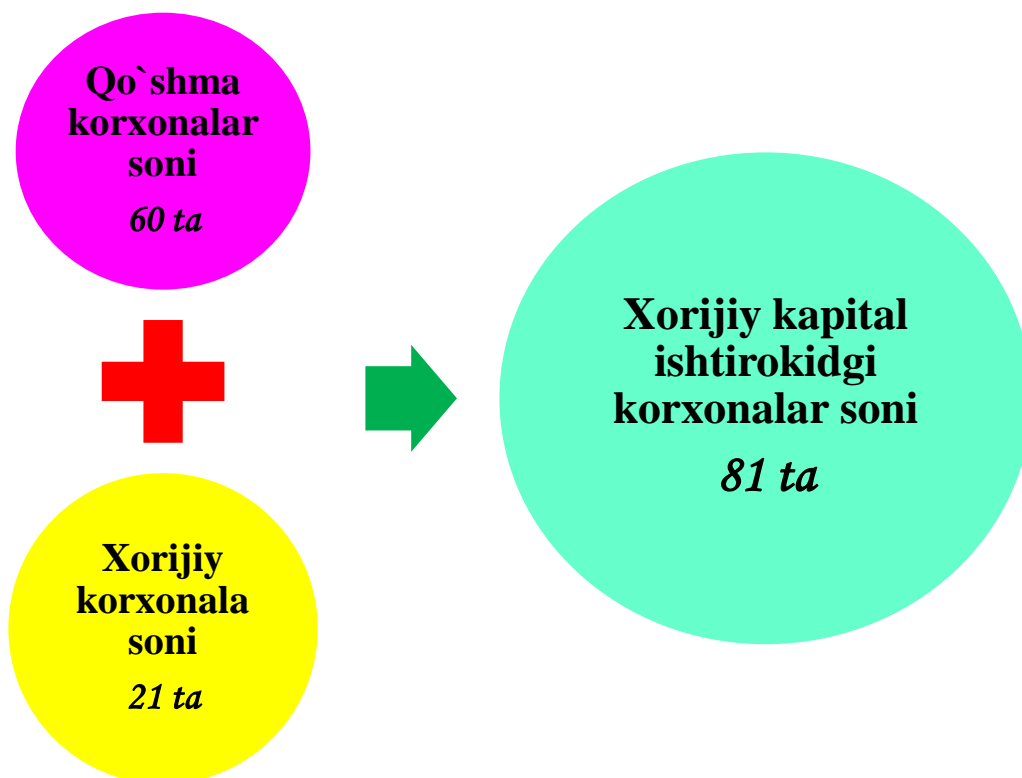 Qo`shma
korxonalar
soni
60 ta
Xorijiy
korxonala
soni
21 ta
Xorijiy kapital
ishtirokidgi
korxonalar soni
81 ta